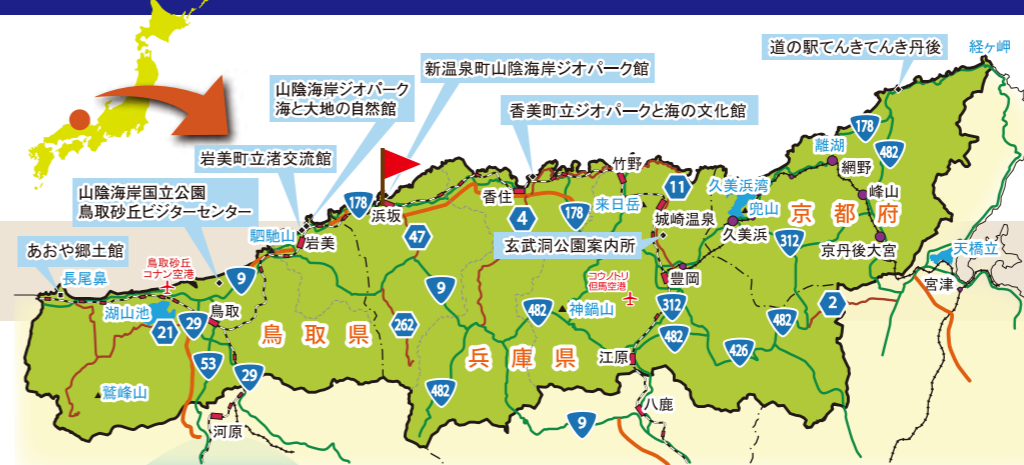 道の駅てんきてんき丹後
経ヶ岬
新温泉町山陰海岸ジオパーク館
山陰海岸ジオパーク
海と大地の自然館
香美町立ジオパークと海の文化館
178
482
離湖
網野
岩美町立渚交流館
竹野
11
久美浜湾
峰山
山陰海岸国立公園
鳥取砂丘ビジターセンター
178
浜坂
香住
4
178
来日岳
城崎温泉
兜山
京都府
久美浜
312
京丹後大宮
駟馳山
岩美
47
玄武洞公園案内所
天橋立
あおや郷土館
長尾鼻
鳥取砂丘
コナン空港
9
9
コウノトリ
但馬空港
豊岡
宮津
湖山池
29
鳥取
21
鳥取県
262
482
神鍋山
312
482
482
2
426
兵庫県
江原
53
29
482
鷲峰山
河原
9
八鹿